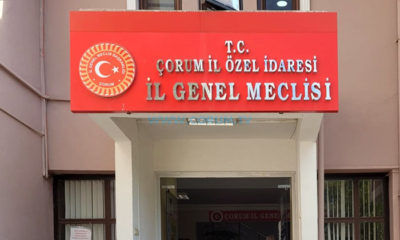 T.C.
ÇORUM İL ÖZEL İDARESİ
İL GENEL MECLİSİ
ÇORUM İL GENEL